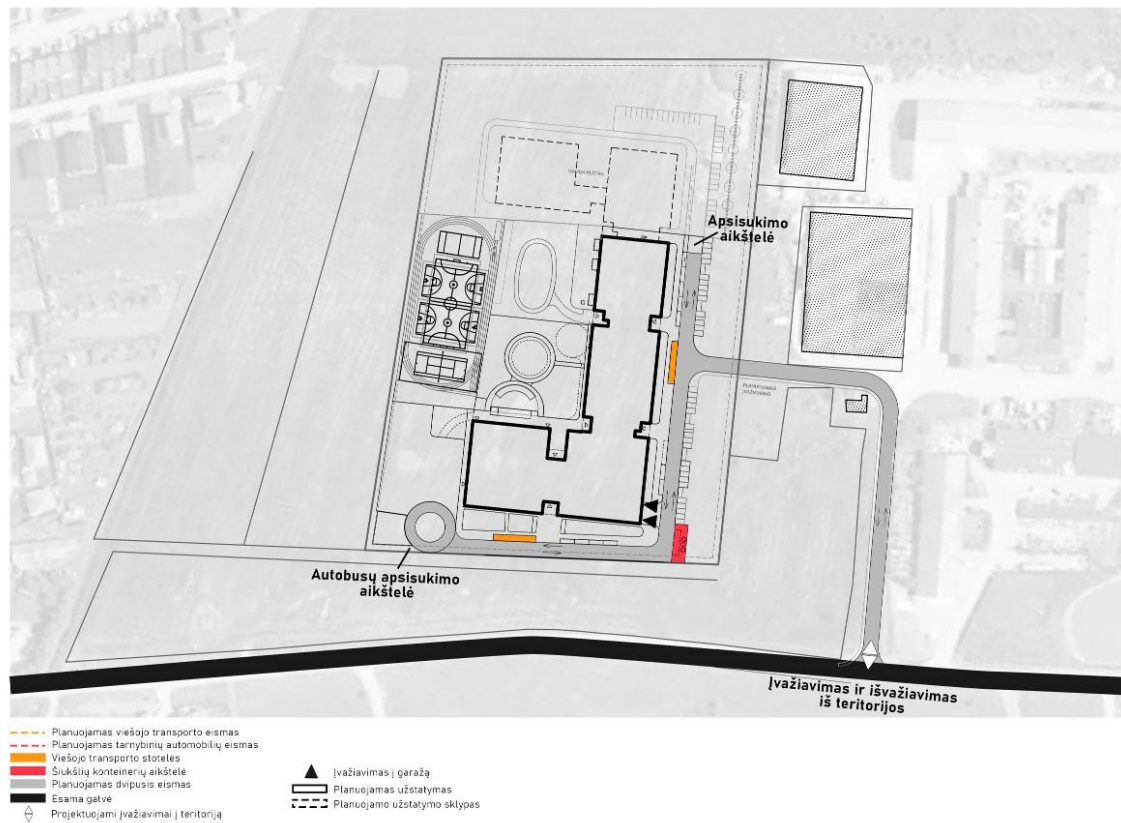 Apsisukimo
aikštelė
PLANUOJAMAS
ĮVAŽIAVIMAS
Autobusų apsisukimo
aikštelė
Įvažiavimas ir išvažiavimas
iš teritorijos
Planuojamas viešojo transporto eismas
Planuojamas tarnybinių automobilių eismas
Viešojo transporto stotelės
Šiukšlių konteinerių aikštelė
Planuojamas dvipusis eismas
Esama gatvė
Projektuojami įvažiavimai į teritoriją
Įvažiavimas į garažą
Planuojamas užstatymas
Planuojamo užstatymo sklypas